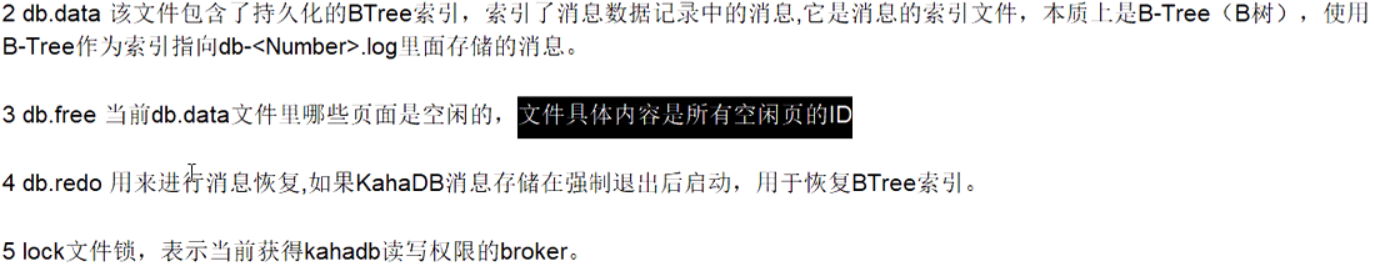 2 db.data 该文件包含了持久化的BTree索引，索引了消息数据记录中的消息,它是消息的索引文件，本质上是B-Tree（B树），使用
B-Tree作为索引指向db-<Number>.log里面存储的消息。
3 db.free 当前db.data文件里哪些页面是空闲的，文件具体内容是所有空闲页的ID
4 db.redo 用来进行消息恢复,如果KahaDB消息存储在强制退出后启动，用于恢复BTree索引。
5 lock文件锁，表示当前获得kahadb读写权限的broker。